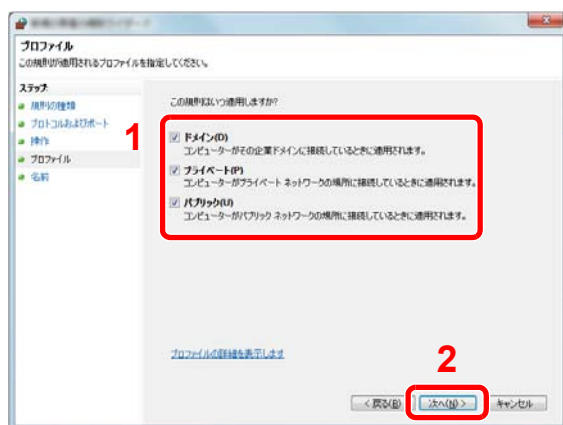 プロファイル
この規則が適用されるプロファイルを指定してください。
ステップ:
規則の種類
プロトコルおよびポート
操作
プロファイル
名前
この規則はいつ適用しますか?
1
ドメイン(D)
コンピューターがその企業ドメインに接続しているときに適用されます。
プライベート(P)
コンピューターがプライベート ネットワークの場所に接続しているときに適用されます。
パブリック(U)
コンピューターがパブリック ネットワークの場所に接続しているときに適用されます。
プロファイルの詳細を表示します
2
< 戻る(B)
次へ(N) >
キャンセル